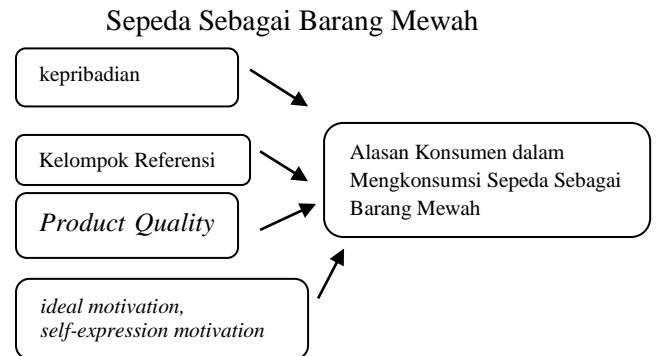 Sepeda Sebagai Barang Mewah
kepribadian
Kelompok Referensi
Product Quality
ideal motivation,
self-expression motivation
Alasan Konsumen dalam
Mengkonsumsi Sepeda Sebagai
Barang Mewah